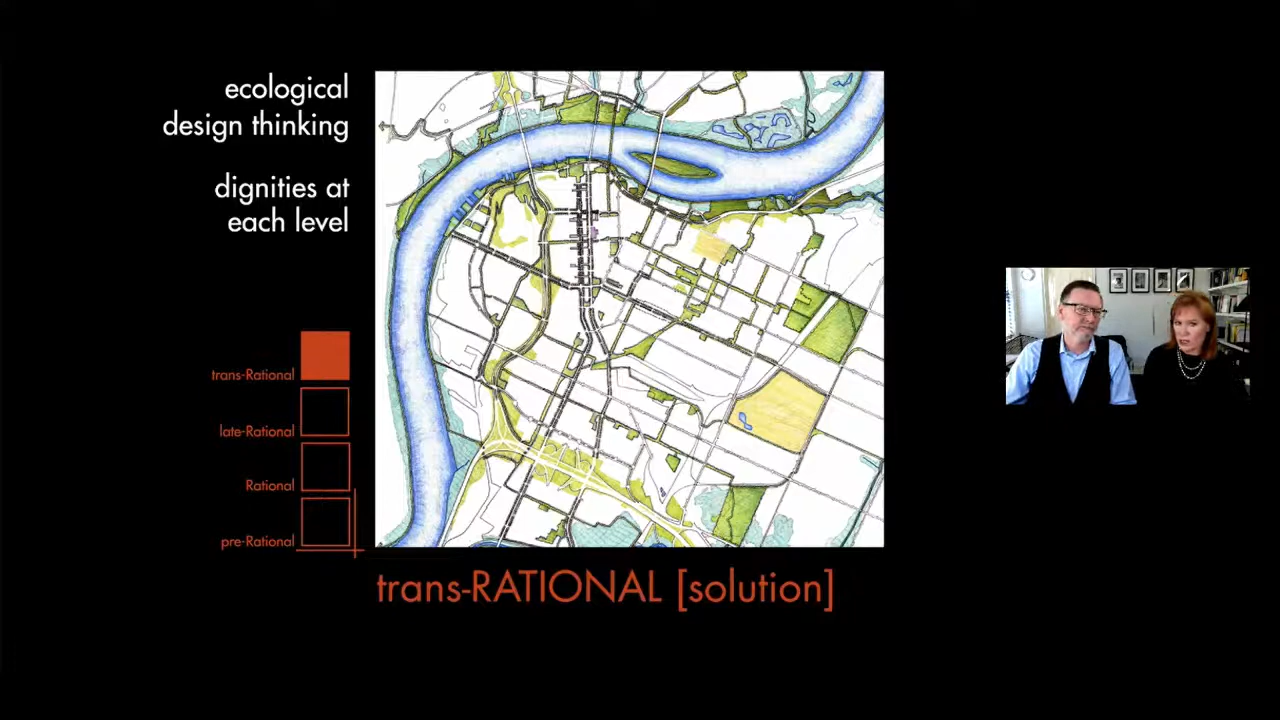 ecological
design thinking
dignities at
each level
trans-Rational
late-Rational
Rational
pre-Rational
trans-RATIONAL [solution]